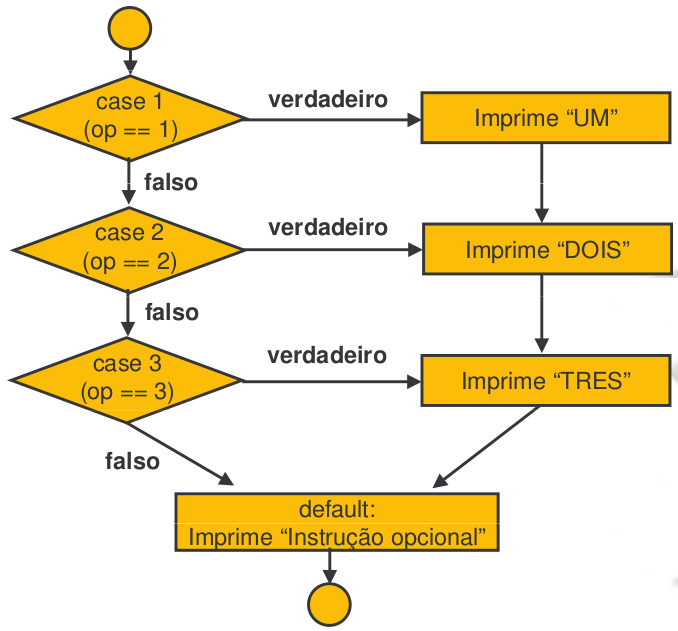 case 1
(op == 1)
verdadeiro
Imprime “UM”
falso
case 2
(op == 2)
verdadeiro
Imprime “DOIS”
falso
case 3
(op == 3)
verdadeiro
Imprime “TRES”
falso
default:
Imprime “Instrução opcional”